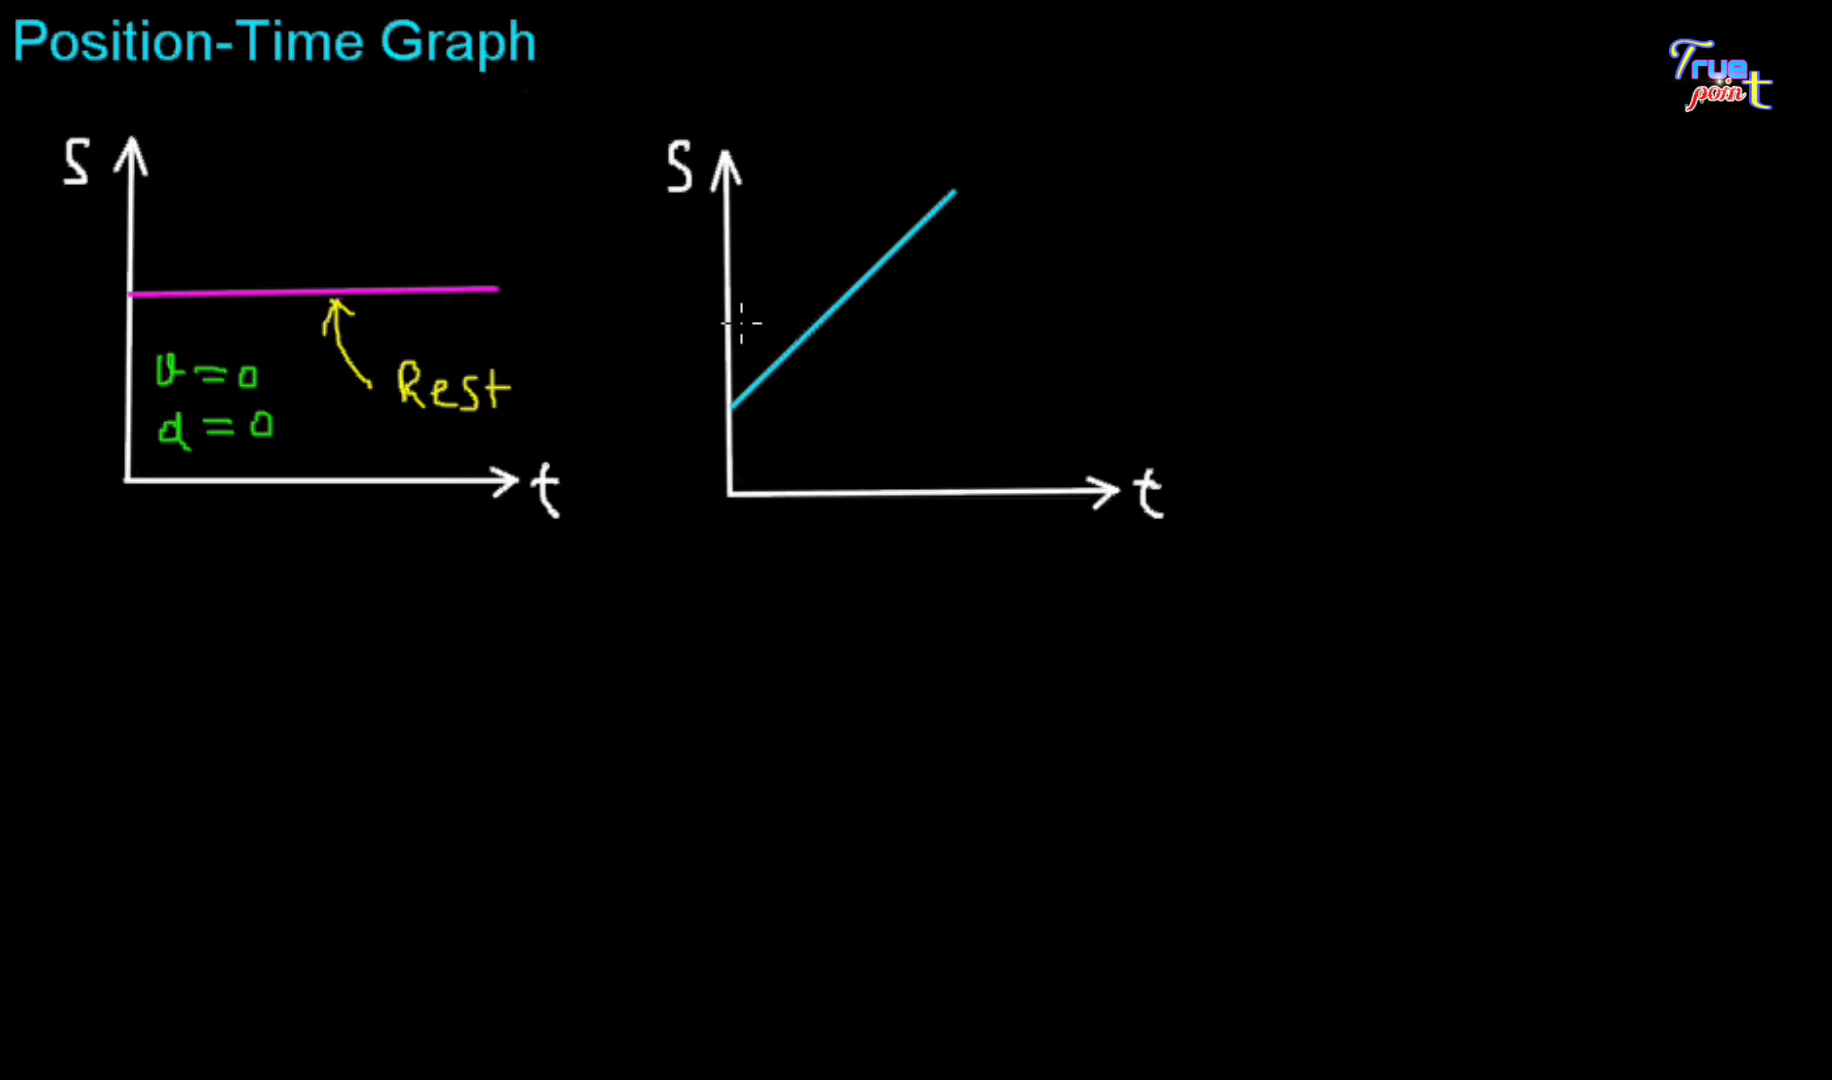 Position-Time Graph
True
point
S
v=0
a=0
Rest
t
S
t